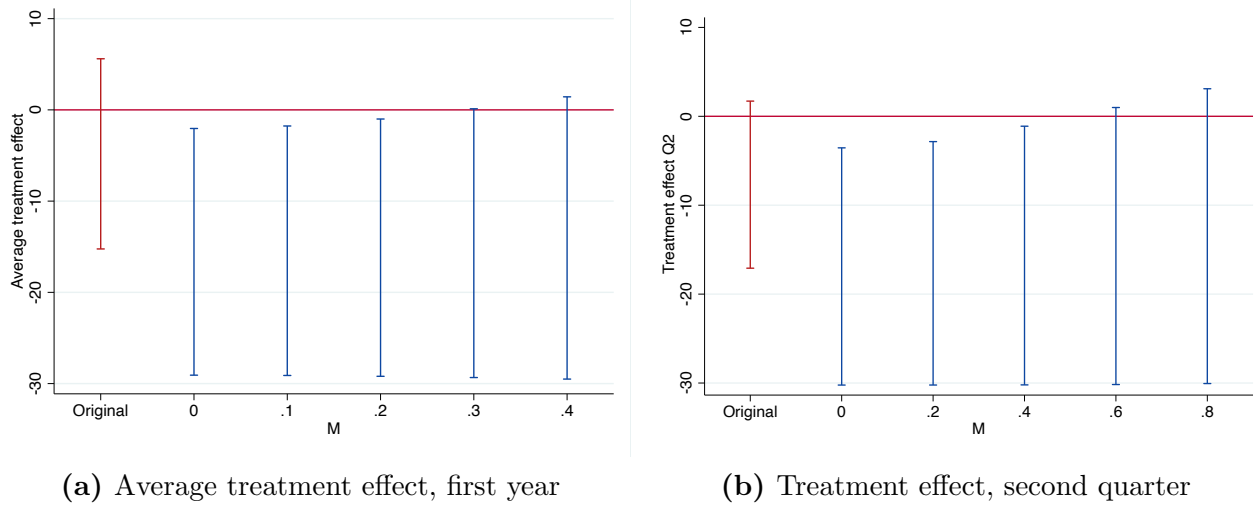 10
0
-10
-20
-30
Average treatment effect
Original 0 .1 .2 .3 .4
M
(a) Average treatment effect, first year
10
0
-10
-20
-30
Treatment effect Q2
Original 0 .2 .4 .6 .8
M
(b) Treatment effect, second quarter